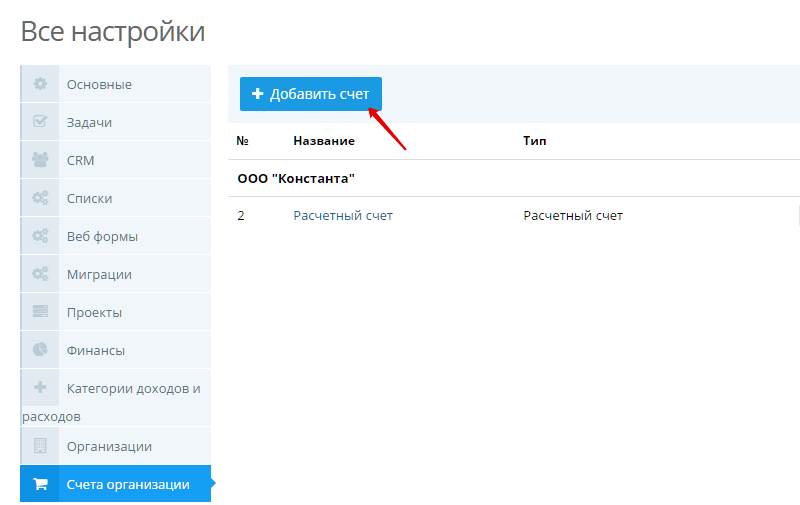 Все настройки
Основные
Задачи
CRM
Списки
Веб формы
Миграции
Проекты
Финансы
Категории доходов и
расходов
Организации
Счета организации
Добавить счет
№ Название Тип
ООО "Константа"
2 Расчетный счет Расчетный счет